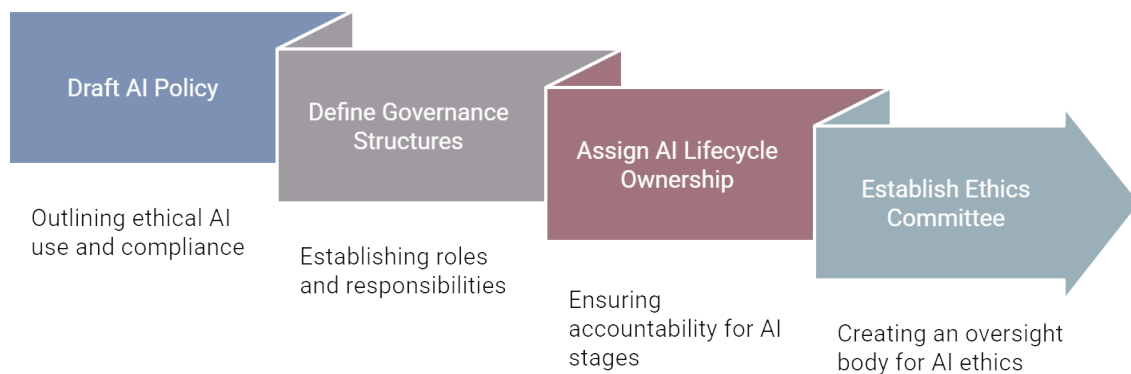 Draft AI Policy
Outlining ethical AI
use and compliance
Define Governance
Structures
Establishing roles
and responsibilities
Assign AI Lifecycle
Ownership
Ensuring
accountability for AI
stages
Establish Ethics
Committee
Creating an oversight
body for AI ethics